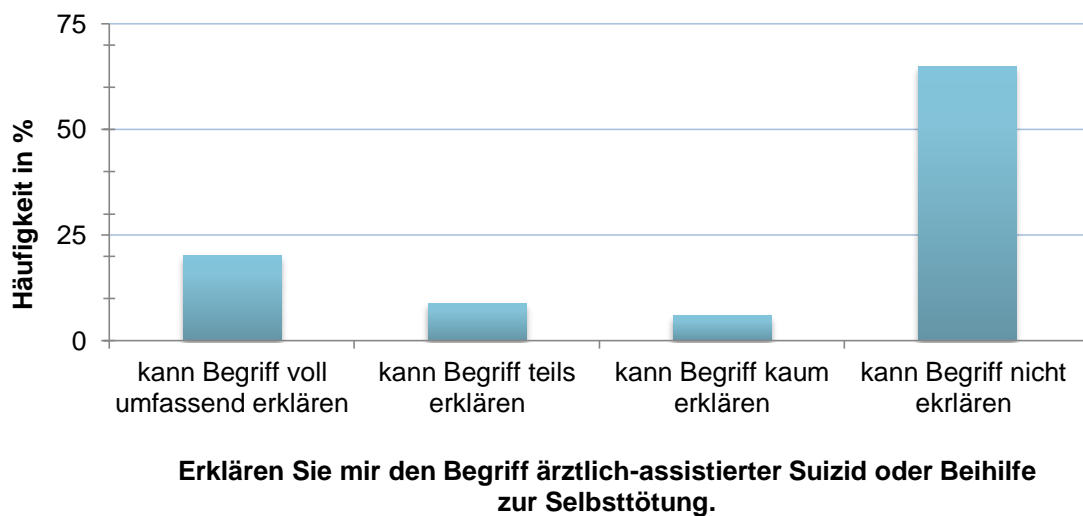 75
50
25
0
Häufigkeit in %
kann Begriff voll
umfassend erklären
kann Begriff teils
erklären
kann Begriff kaum
erklären
kann Begriff nicht
ekrlären
Erklären Sie mir den Begriff ärztlich-assistierter Suizid oder Beihilfe
zur Selbsttötung.